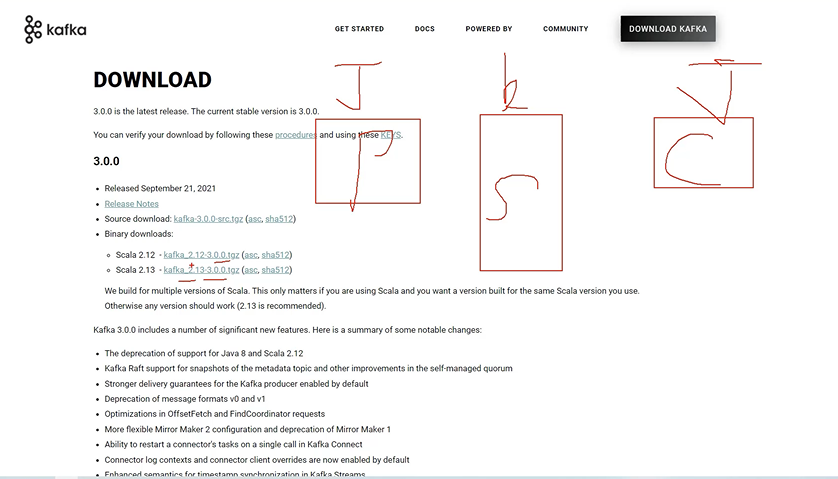 kafka
GET STARTED DOCS POWERED BY COMMUNITY DOWNLOAD KAFKA
DOWNLOAD
J k J
3.0.0 is the latest release. The current stable version is 3.0.0.
You can verify your download by following these procedures and using these KEYS.
P S C
3.0.0
Released September 21, 2021
Release Notes
Source download: kafka-3.0.0-src.tgz (asc, sha512)
Binary downloads:
Scala 2.12 - kafka_2.12-3.0.0.tgz (asc, sha512)
Scala 2.13 - kafka_2.13-3.0.0.tgz (asc, sha512)
We build for multiple versions of Scala. This only matters if you are using Scala and you want a version built for the same Scala version you use.
Otherwise any version should work (2.13 is recommended).
Kafka 3.0.0 includes a number of significant new features. Here is a summary of some notable changes:
The deprecation of support for Java 8 and Scala 2.12
Kafka Raft support for snapshots of the metadata topic and other improvements in the self-managed quorum
Stronger delivery guarantees for the Kafka producer enabled by default
Deprecation of message formats v0 and v1
Optimizations in OffsetFetch and FindCoordinator requests
More flexible Mirror Maker 2 configuration and deprecation of Mirror Maker 1
Ability to restart a connector's tasks on a single call in Kafka Connect
Connector log contexts and connector client overrides are now enabled by default
Enhanced semantics for timestamp synchronization in Kafka Streams